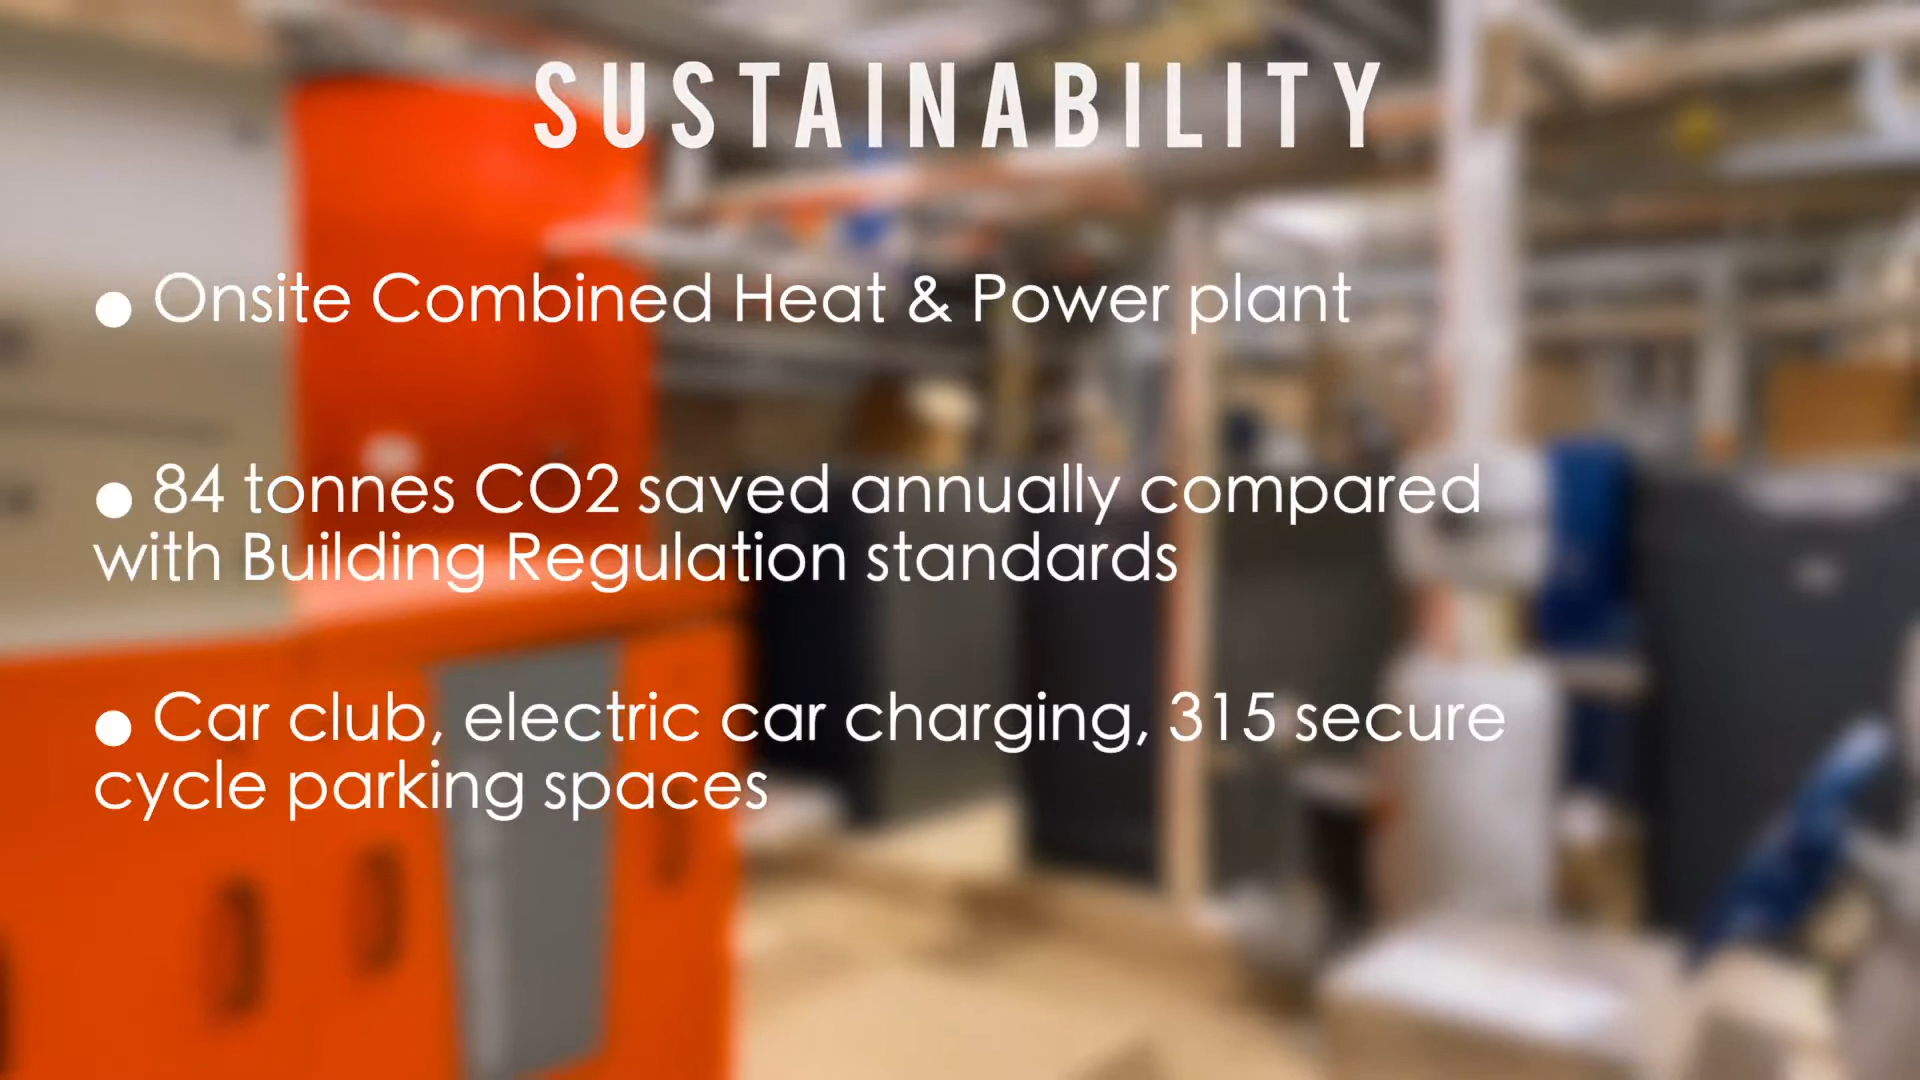 SUSTAINABILITY
● Onsite Combined Heat & Power plant
● 84 tonnes CO2 saved annually compared
with Building Regulation standards
● Car club, electric car charging, 315 secure
cycle parking spaces